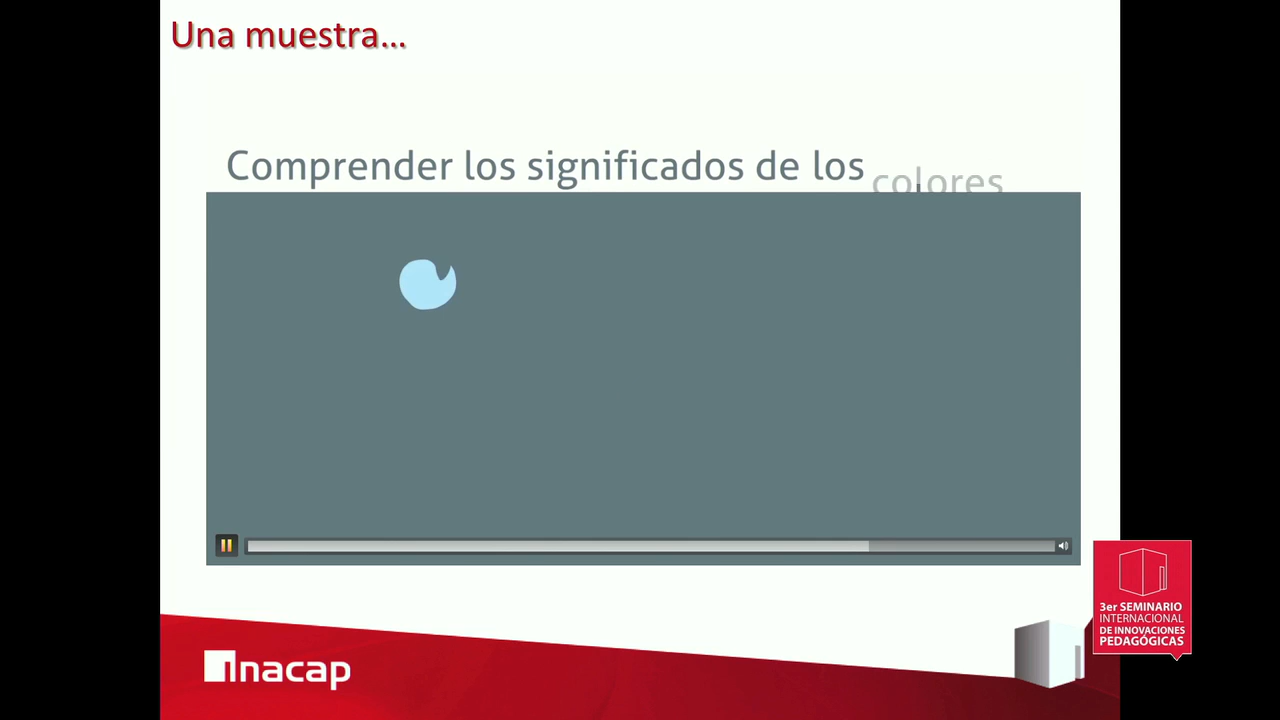 Una muestra...
Comprender los significados de los colores
Inacap
3er SEMINARIO
INTERNACIONAL
DE INNOVACIONES
PEDAGÓGICAS